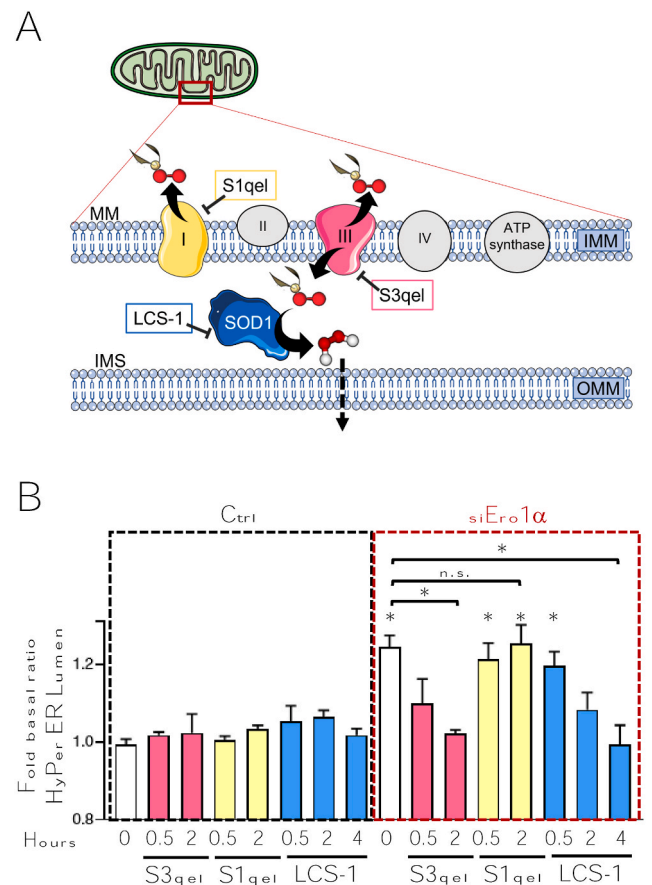 A
S1qel
MM
I
II
III
IV
ATP
synthase
IMM
S3qel
LCS-1
SOD1
IMS
OMM
B
Ctrl
siEro1α
*
n.s.
*
* * * *
Fold basal ratio
HyPer ER Lumen
1.2
1.0
0.8
Hours 0 0.5 2 0.5 2 0.5 2 4 0 0.5 2 0.5 2 0.5 2 4
S3qel S1qel LCS-1 S3qel S1qel LCS-1